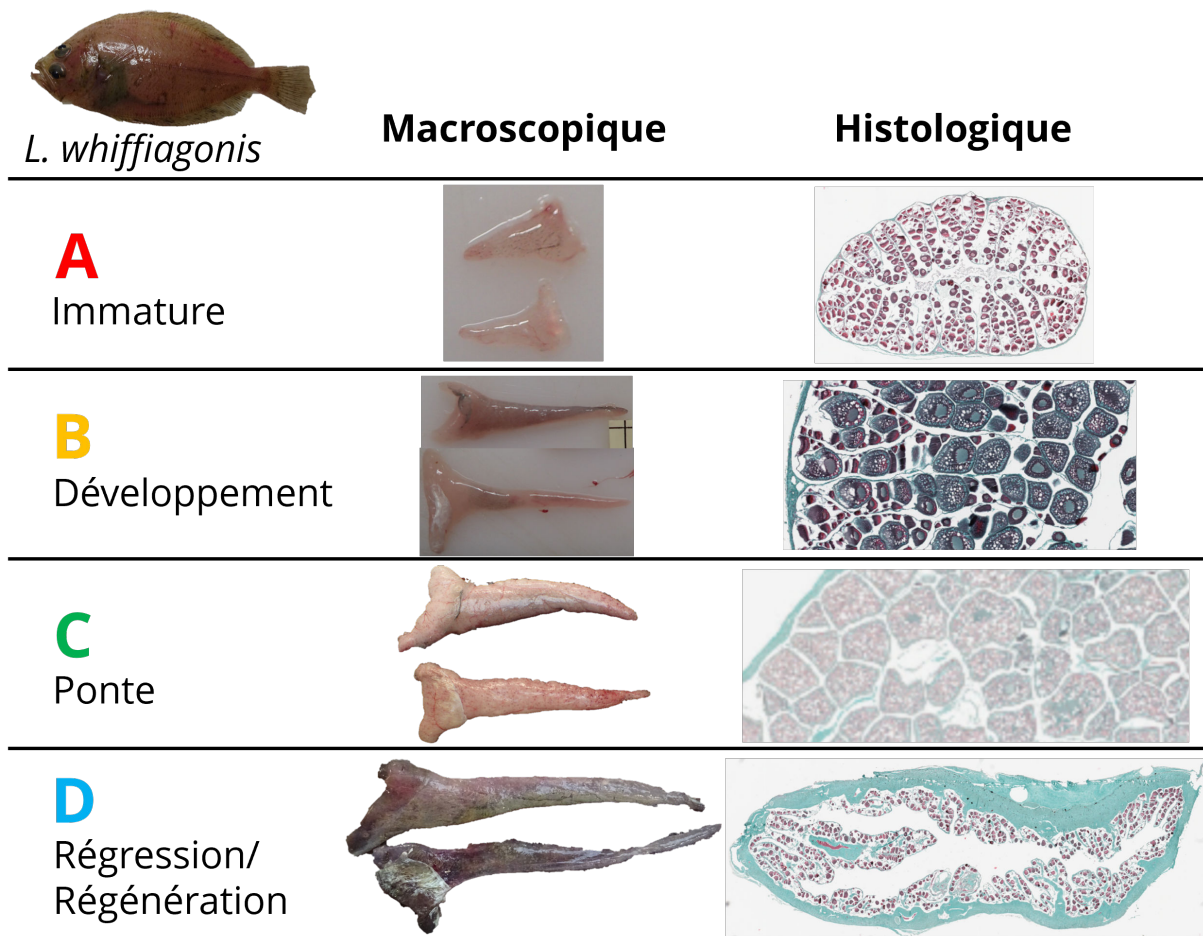 L. whiffiagonis
Macroscopique
Histologique
A
Immature
B
Développement
C
Ponte
D
Régression/
Régénération